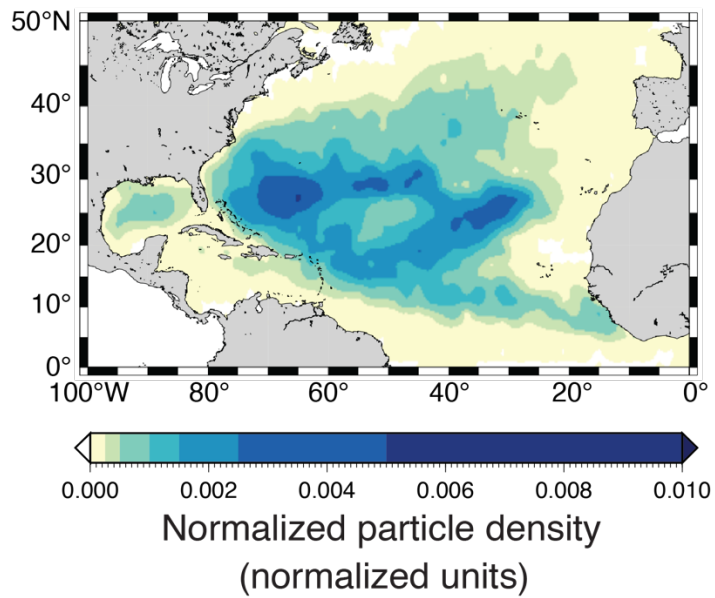 50°N
40°
30°
20°
10°
0°
100°W 80° 60° 40° 20° 0°
0.000 0.002 0.004 0.006 0.008 0.010
Normalized particle density
(normalized units)